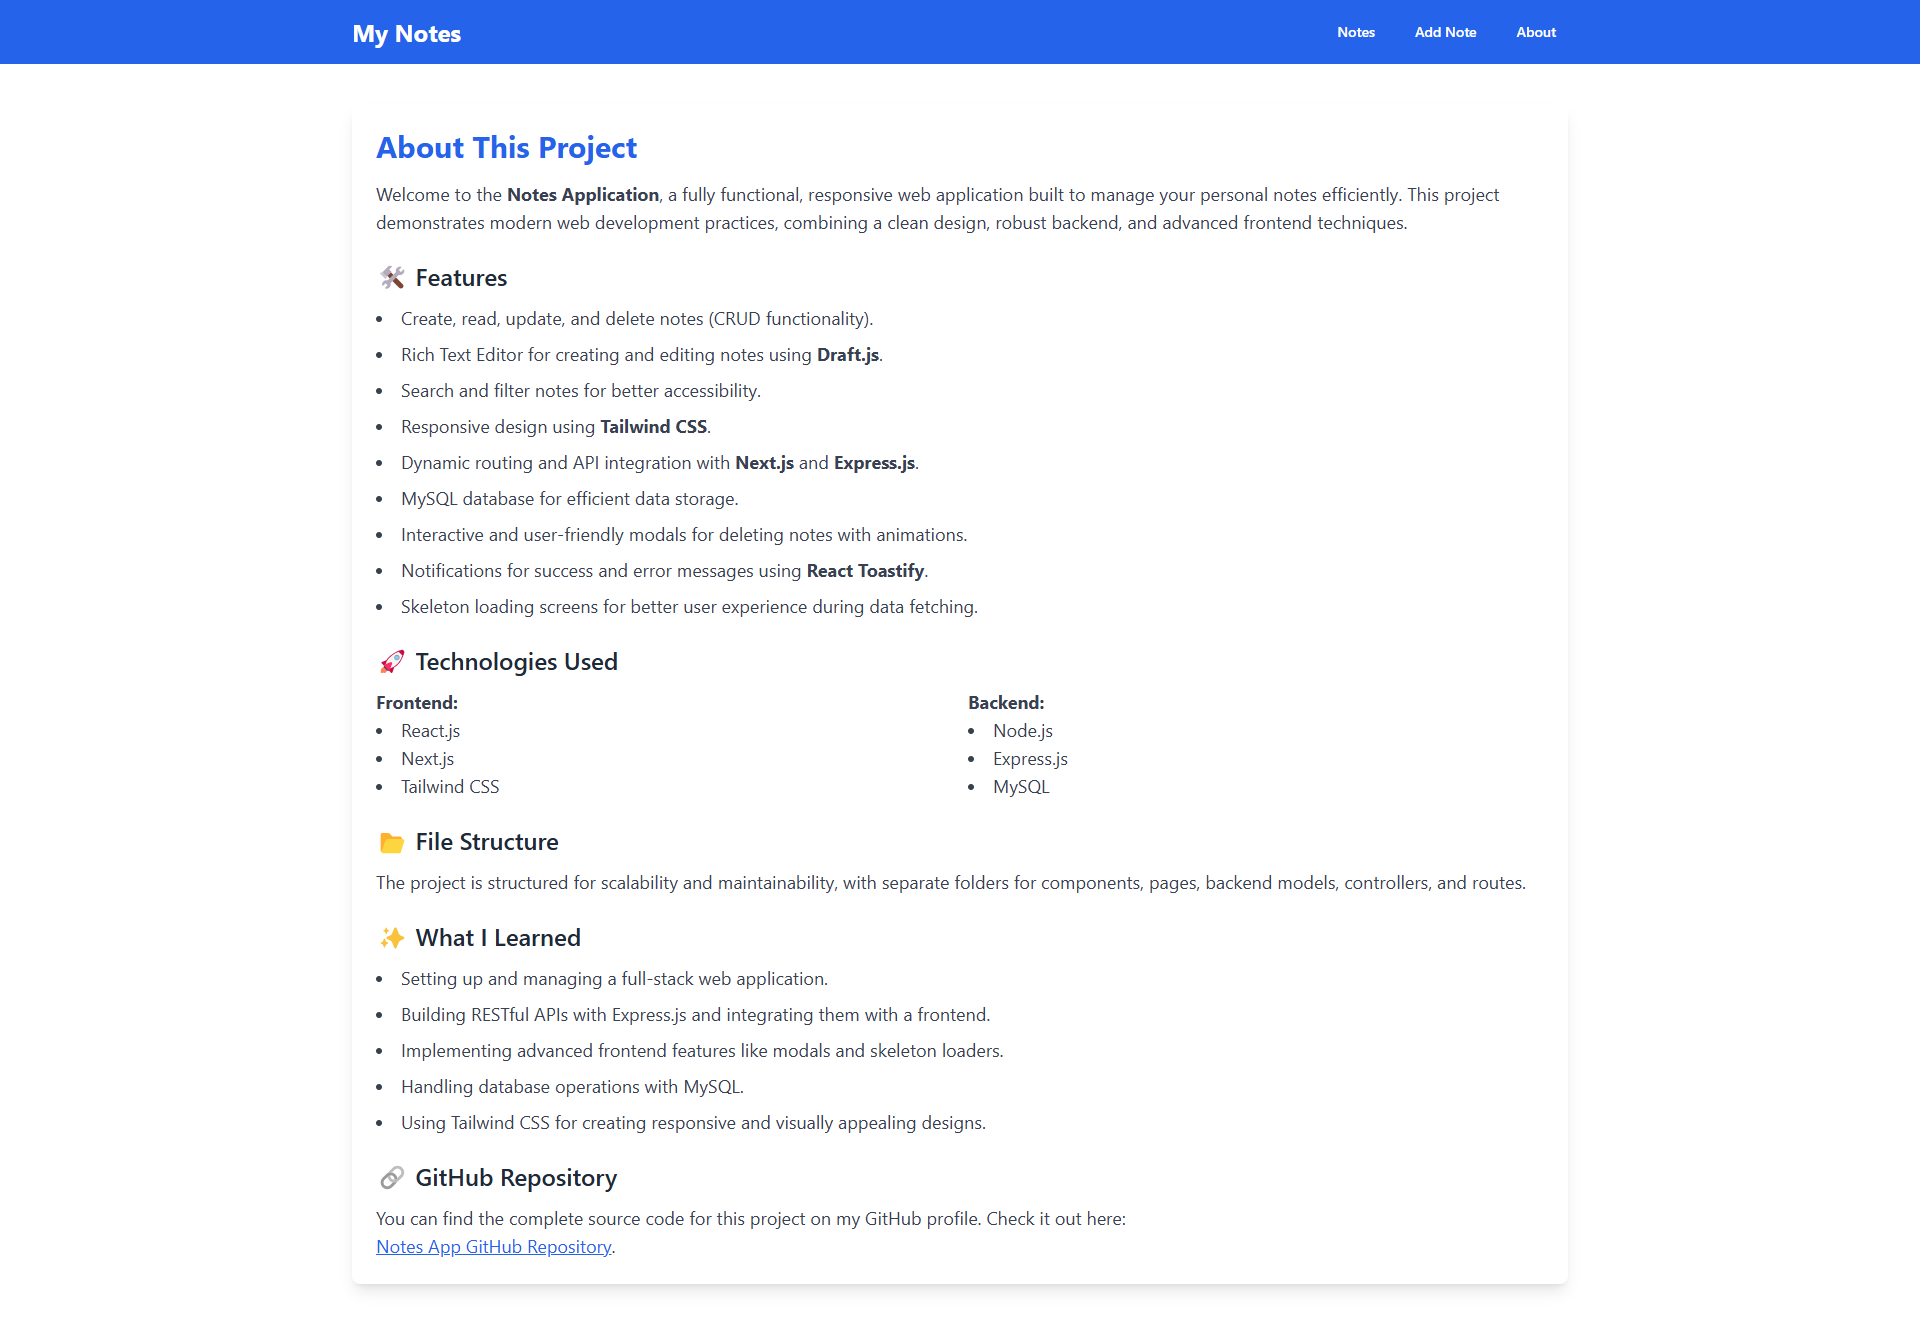 My Notes
Notes
Add Note
About
About This Project
Welcome to the Notes Application, a fully functional, responsive web application built to manage your personal notes efficiently. This project
demonstrates modern web development practices, combining a clean design, robust backend, and advanced frontend techniques.
🛠️ Features
• Create, read, update, and delete notes (CRUD functionality).
• Rich Text Editor for creating and editing notes using Draft.js.
• Search and filter notes for better accessibility.
• Responsive design using Tailwind CSS.
• Dynamic routing and API integration with Next.js and Express.js.
• MySQL database for efficient data storage.
• Interactive and user-friendly modals for deleting notes with animations.
• Notifications for success and error messages using React Toastify.
• Skeleton loading screens for better user experience during data fetching.
🚀 Technologies Used
Frontend:
• React.js
• Next.js
• Tailwind CSS
Backend:
• Node.js
• Express.js
• MySQL
📂 File Structure
The project is structured for scalability and maintainability, with separate folders for components, pages, backend models, controllers, and routes.
✨ What I Learned
• Setting up and managing a full-stack web application.
• Building RESTful APIs with Express.js and integrating them with a frontend.
• Implementing advanced frontend features like modals and skeleton loaders.
• Handling database operations with MySQL.
• Using Tailwind CSS for creating responsive and visually appealing designs.
🔗 GitHub Repository
You can find the complete source code for this project on my GitHub profile. Check it out here:
Notes App GitHub Repository.